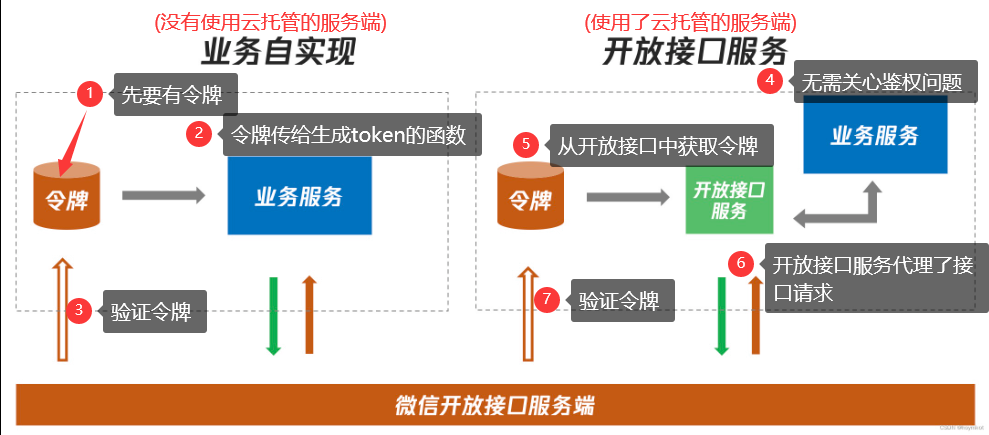 (没有使用云托管的服务端)
业务自实现
1 先要有令牌
2 令牌传给生成token的函数
令牌
业务服务
3 验证令牌
(使用了云托管的服务端)
开放接口服务
4 无需关心鉴权问题
业务服务
5 从开放接口中获取令牌
令牌
开放接口
服务
6 开放接口服务代理了接
口请求
7 验证令牌
微信开放接口服务端